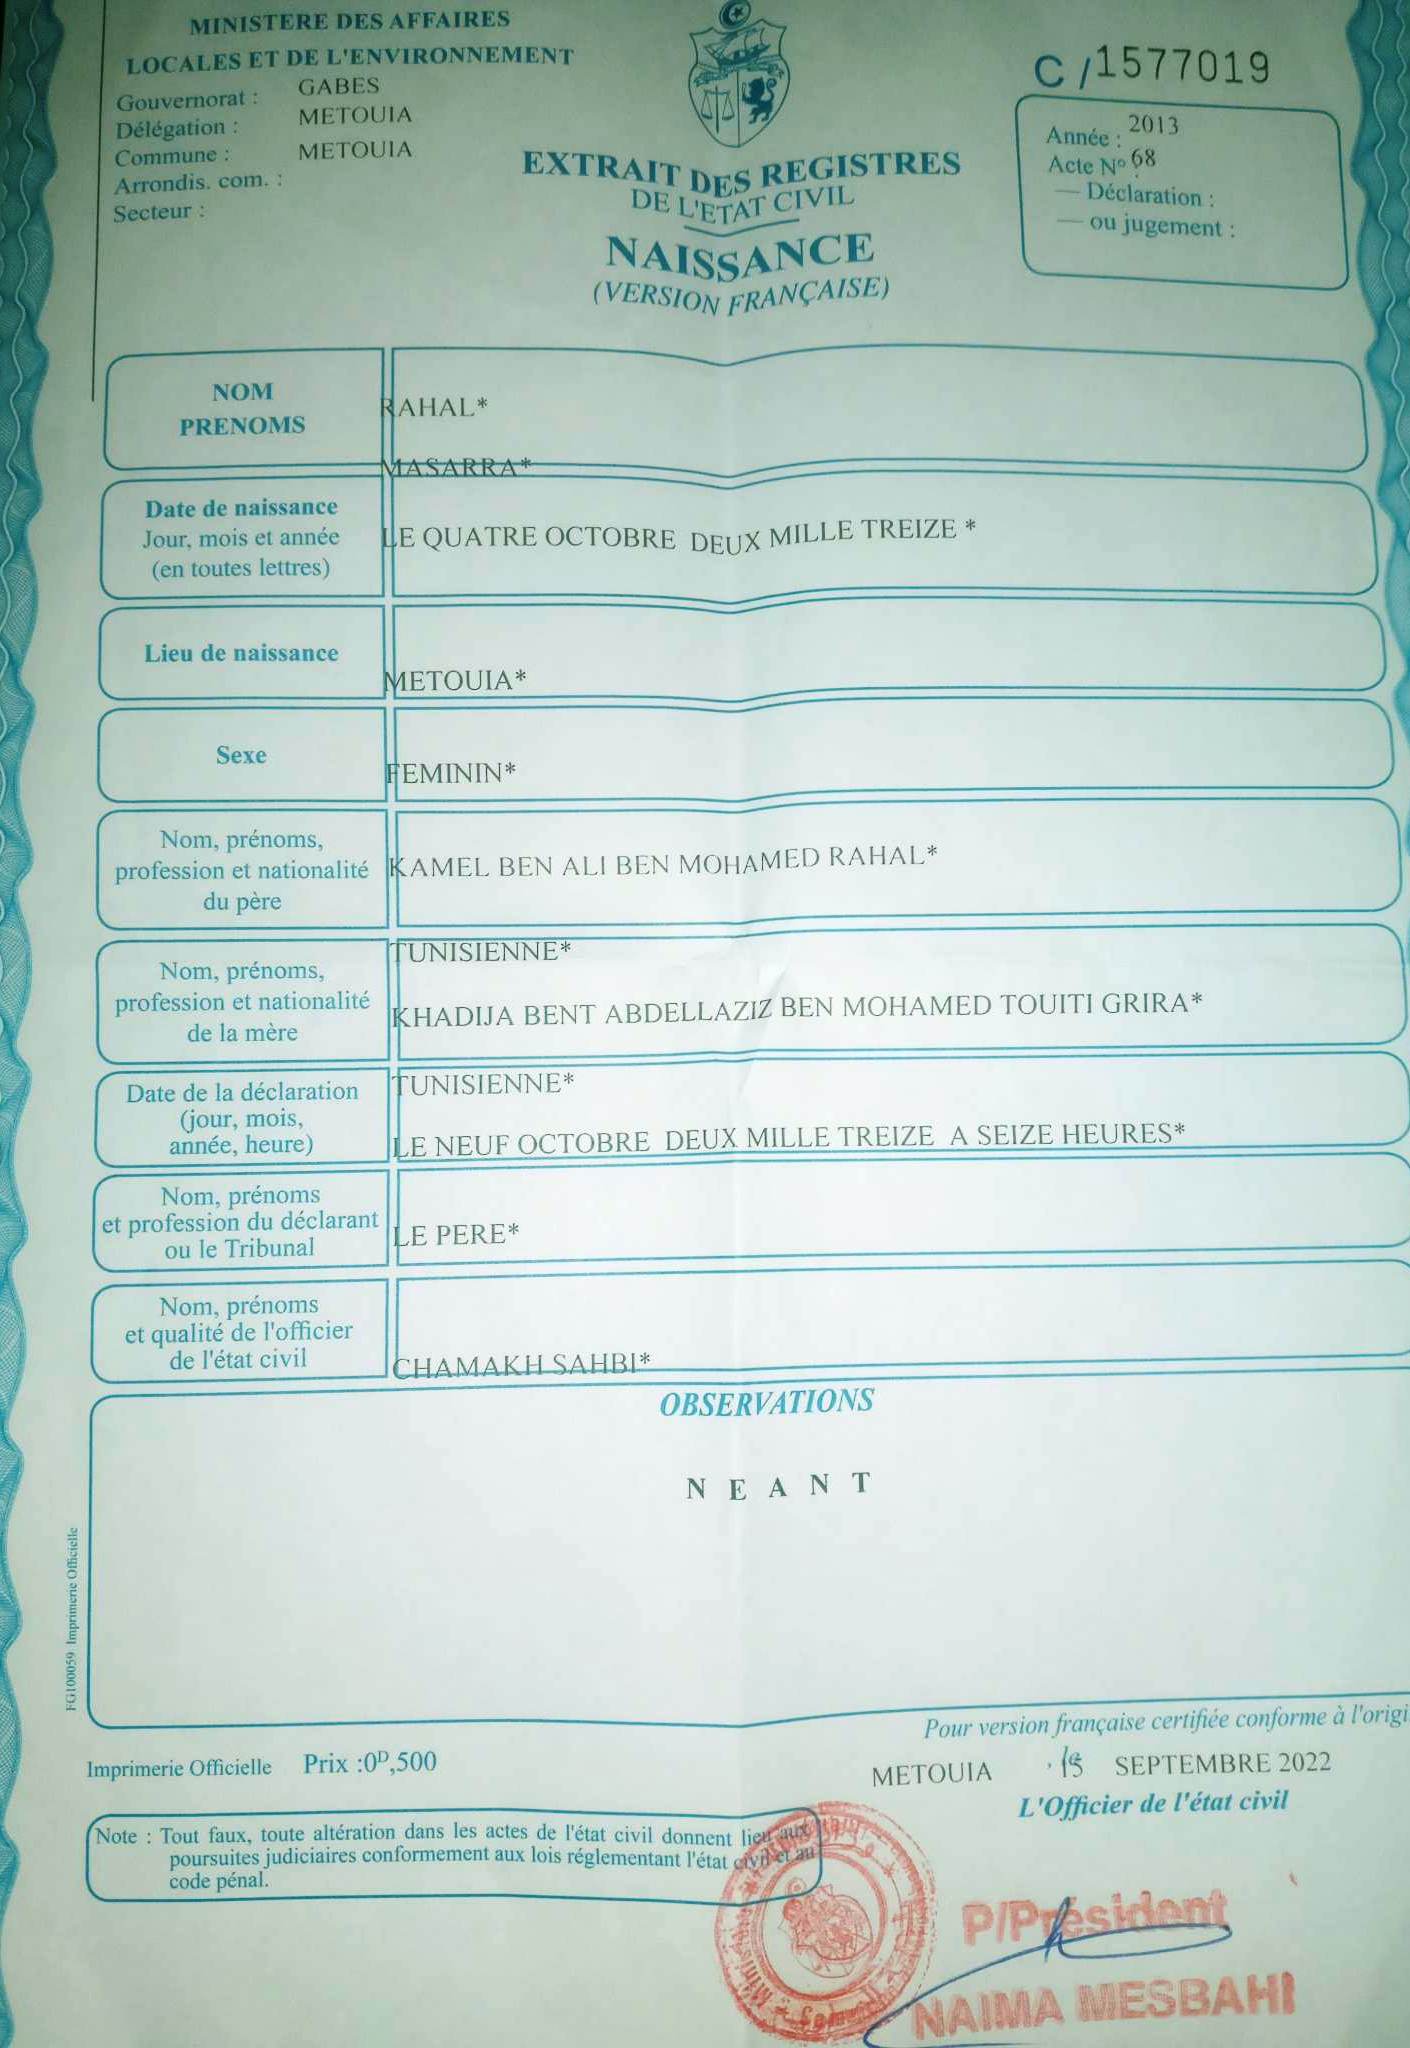 MINISTERE DES AFFAIRES
LOCALES ET DE L'ENVIRONNEMENT
Gouvernorat : GABES
Délégation : METOUIA
Commune : METOUIA
Arrondis. com. :
Secteur :
C/1577019
Année : 2013
Acte Nº 68
— Déclaration :
— ou jugement :
EXTRAIT DES REGISTRES
DE L'ETAT CIVIL
NAISSANCE
(VERSION FRANÇAISE)
NOM
PRENOMS
RAHAL*
MASARRA*
Date de naissance
Jour, mois et année
(en toutes lettres)
LE QUATRE OCTOBRE DEUX MILLE TREIZE *
Lieu de naissance
METOUIA*
Sexe
FEMININ*
Nom, prénoms,
profession et nationalité
du père
KAMEL BEN ALI BEN MOHAMED RAHAL*
TUNISIENNE*
Nom, prénoms,
profession et nationalité
de la mère
KHADIJA BENT ABDELLAZIZ BEN MOHAMED TOUITI GRIRA*
TUNISIENNE*
Date de la déclaration
(jour, mois,
année, heure)
LE NEUF OCTOBRE DEUX MILLE TREIZE A SEIZE HEURES*
Nom, prénoms
et profession du déclarant
ou le Tribunal
LE PERE*
Nom, prénoms
et qualité de l'officier
de l'état civil
CHAMAKH SAHBI*
OBSERVATIONS
N E A N T
FG100059 Imprimerie Officielle
Pour version française certifiée conforme à l'origi
Imprimerie Officielle Prix :0ᴰ,500
METOUIA SEPTEMBRE 2022
L'Officier de l'état civil
Note : Tout faux, toute altération dans les actes de l'état civil donnent lieu aux
poursuites judiciaires conformement aux lois réglementant l'état civil et au
code pénal.
P/Président
NAIMA MESBAHI